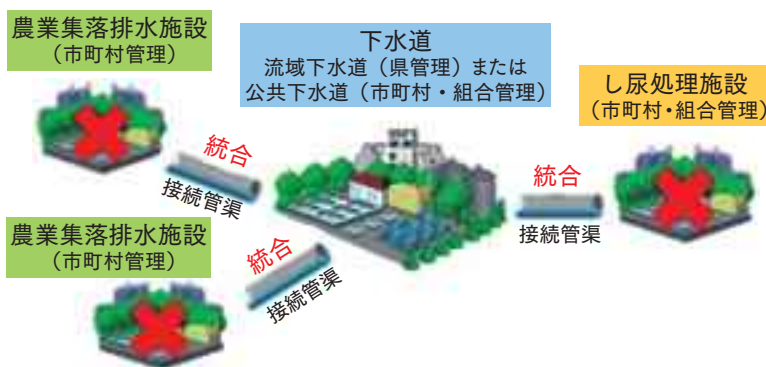 農業集落排水施設
（市町村管理）
下水道
流域下水道（県管理）または
公共下水道（市町村・組合管理）
し尿処理施設
（市町村・組合管理）
統合
接続管渠
統合
接続管渠
農業集落排水施設
（市町村管理）
統合
接続管渠